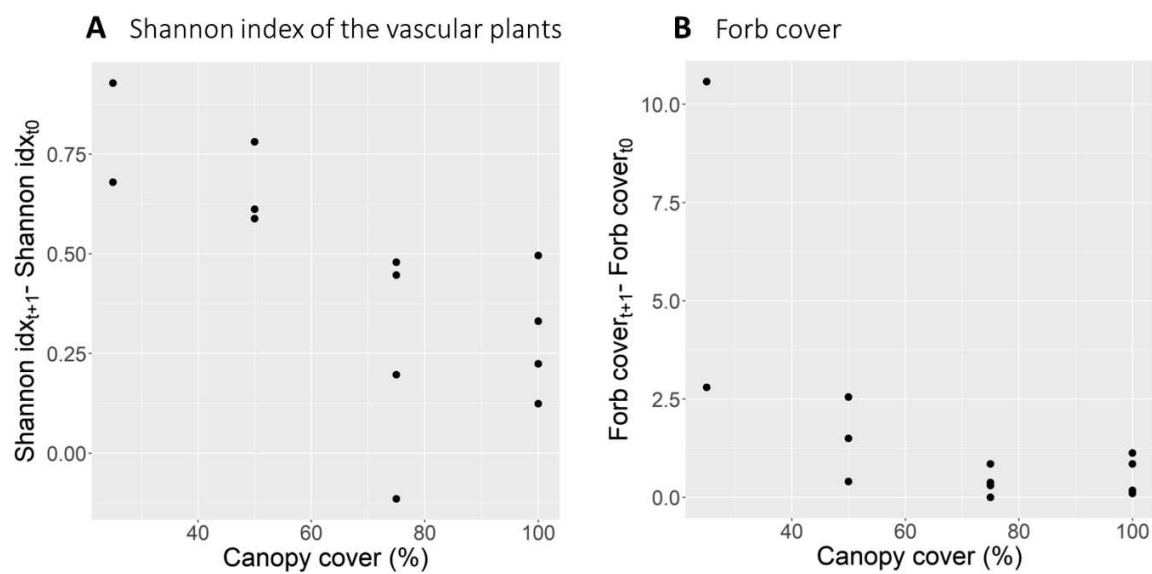 A Shannon index of the vascular plants
Shannon idxt+1- Shannon idxt0
0.75
0.50
0.25
0.00
40 60 80 100
Canopy cover (%)
B Forb cover
Forb covert+1- Forb covert0
10.0
7.5
5.0
2.5
0.0
40 60 80 100
Canopy cover (%)